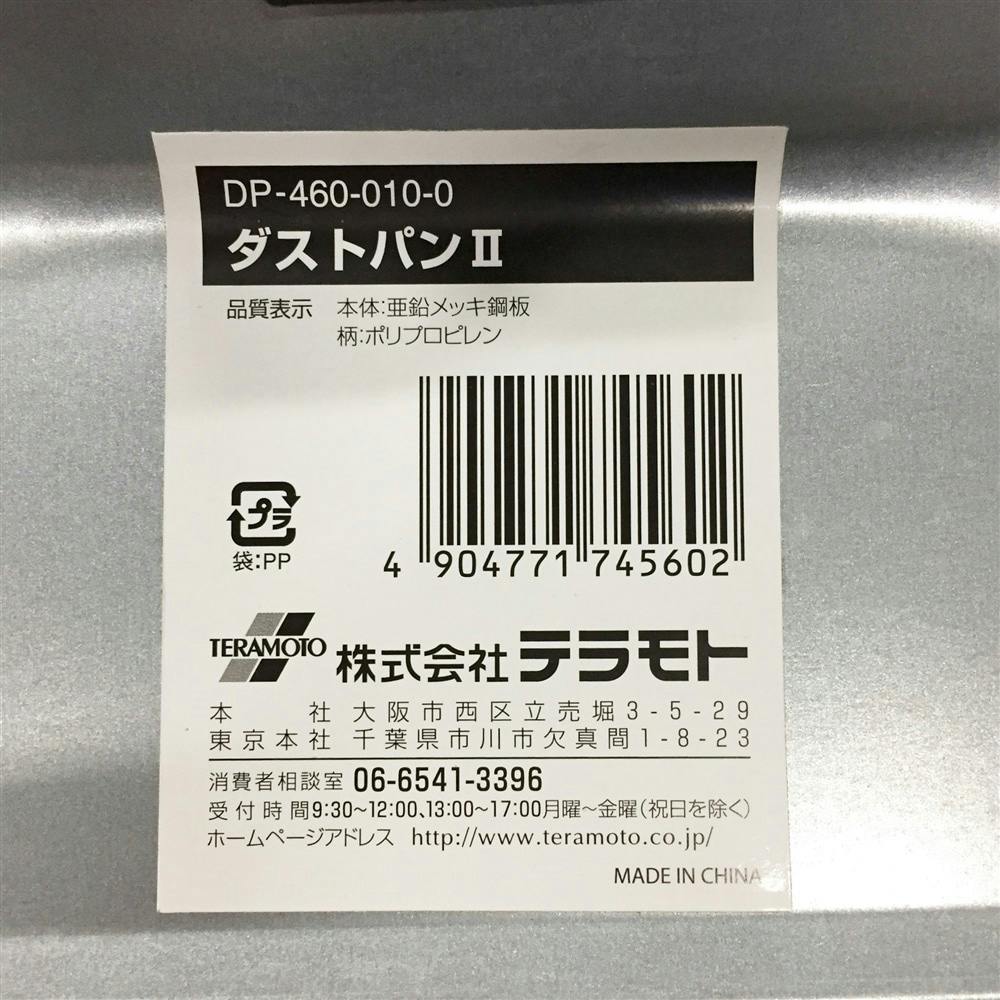 DP-460-010-0
ダストパンⅡ
品質表示 本体:亜鉛メッキ鋼板
柄:ポリプロピレン
プラ
袋:PP
4 904771 745602
TERAMOTO 株式会社テラモト
本社 大阪市西区立売堀3-5-29
東京本社 千葉県市川市欠真間1-8-23
消費者相談室 06-6541-3396
受付時間9:30~12:00、13:00~17:00月曜~金曜(祝日を除く)
ホームページアドレス http://www.teramoto.co.jp/
MADE IN CHINA